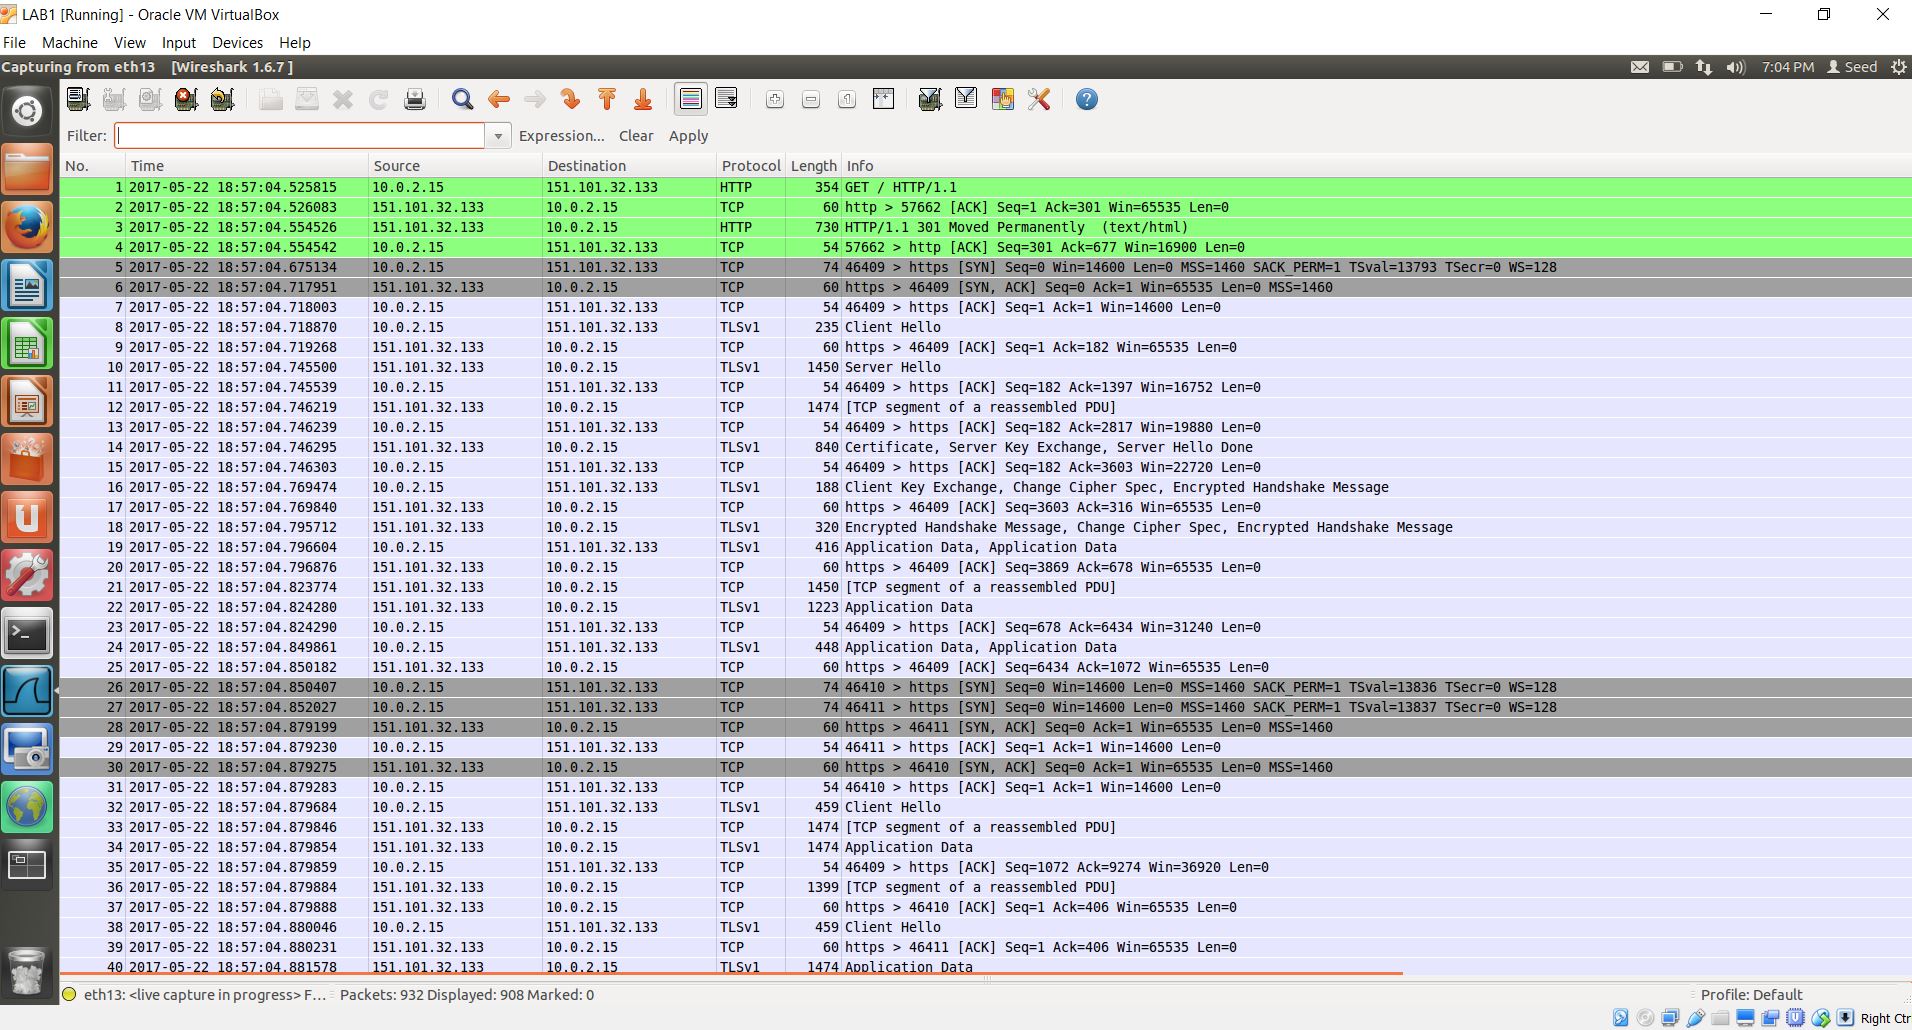 LAB1 [Running] - Oracle VM VirtualBox
File Machine View Input Devices Help
Capturing from eth13 [Wireshark 1.6.7 ] 7:04 PM Seed
Filter: Expression... Clear Apply
No. Time Source Destination Protocol Length Info
1 2017-05-22 18:57:04.525815 10.0.2.15 151.101.32.133 HTTP 354 GET / HTTP/1.1
2 2017-05-22 18:57:04.526083 151.101.32.133 10.0.2.15 TCP 60 http > 57662 [ACK] Seq=1 Ack=301 Win=65535 Len=0
3 2017-05-22 18:57:04.554526 151.101.32.133 10.0.2.15 HTTP 730 HTTP/1.1 301 Moved Permanently (text/html)
4 2017-05-22 18:57:04.554542 10.0.2.15 151.101.32.133 TCP 54 57662 > http [ACK] Seq=301 Ack=677 Win=16900 Len=0
5 2017-05-22 18:57:04.675134 10.0.2.15 151.101.32.133 TCP 74 46409 > https [SYN] Seq=0 Win=14600 Len=0 MSS=1460 SACK_PERM=1 TSval=13793 TSecr=0 WS=128
6 2017-05-22 18:57:04.717951 151.101.32.133 10.0.2.15 TCP 60 https > 46409 [SYN, ACK] Seq=0 Ack=1 Win=65535 Len=0 MSS=1460
7 2017-05-22 18:57:04.718003 10.0.2.15 151.101.32.133 TCP 54 46409 > https [ACK] Seq=1 Ack=1 Win=14600 Len=0
8 2017-05-22 18:57:04.718870 10.0.2.15 151.101.32.133 TLSv1 235 Client Hello
9 2017-05-22 18:57:04.719268 151.101.32.133 10.0.2.15 TCP 60 https > 46409 [ACK] Seq=1 Ack=182 Win=65535 Len=0
10 2017-05-22 18:57:04.745500 151.101.32.133 10.0.2.15 TLSv1 1450 Server Hello
11 2017-05-22 18:57:04.745539 10.0.2.15 151.101.32.133 TCP 54 46409 > https [ACK] Seq=182 Ack=1397 Win=16752 Len=0
12 2017-05-22 18:57:04.746219 151.101.32.133 10.0.2.15 TCP 1474 [TCP segment of a reassembled PDU]
13 2017-05-22 18:57:04.746239 10.0.2.15 151.101.32.133 TCP 54 46409 > https [ACK] Seq=182 Ack=2817 Win=19880 Len=0
14 2017-05-22 18:57:04.746295 151.101.32.133 10.0.2.15 TLSv1 840 Certificate, Server Key Exchange, Server Hello Done
15 2017-05-22 18:57:04.746303 10.0.2.15 151.101.32.133 TCP 54 46409 > https [ACK] Seq=182 Ack=3603 Win=22720 Len=0
16 2017-05-22 18:57:04.769474 10.0.2.15 151.101.32.133 TLSv1 188 Client Key Exchange, Change Cipher Spec, Encrypted Handshake Message
17 2017-05-22 18:57:04.769840 151.101.32.133 10.0.2.15 TCP 60 https > 46409 [ACK] Seq=3603 Ack=316 Win=65535 Len=0
18 2017-05-22 18:57:04.795712 151.101.32.133 10.0.2.15 TLSv1 320 Encrypted Handshake Message, Change Cipher Spec, Encrypted Handshake Message
19 2017-05-22 18:57:04.796604 10.0.2.15 151.101.32.133 TLSv1 416 Application Data, Application Data
20 2017-05-22 18:57:04.796876 151.101.32.133 10.0.2.15 TCP 60 https > 46409 [ACK] Seq=3869 Ack=678 Win=65535 Len=0
21 2017-05-22 18:57:04.823774 151.101.32.133 10.0.2.15 TCP 1450 [TCP segment of a reassembled PDU]
22 2017-05-22 18:57:04.824280 151.101.32.133 10.0.2.15 TLSv1 1223 Application Data
23 2017-05-22 18:57:04.824290 10.0.2.15 151.101.32.133 TCP 54 46409 > https [ACK] Seq=678 Ack=6434 Win=31240 Len=0
24 2017-05-22 18:57:04.849861 10.0.2.15 151.101.32.133 TLSv1 448 Application Data, Application Data
25 2017-05-22 18:57:04.850182 151.101.32.133 10.0.2.15 TCP 60 https > 46409 [ACK] Seq=6434 Ack=1072 Win=65535 Len=0
26 2017-05-22 18:57:04.850407 10.0.2.15 151.101.32.133 TCP 74 46410 > https [SYN] Seq=0 Win=14600 Len=0 MSS=1460 SACK_PERM=1 TSval=13836 TSecr=0 WS=128
27 2017-05-22 18:57:04.852027 10.0.2.15 151.101.32.133 TCP 74 46411 > https [SYN] Seq=0 Win=14600 Len=0 MSS=1460 SACK_PERM=1 TSval=13837 TSecr=0 WS=128
28 2017-05-22 18:57:04.879199 151.101.32.133 10.0.2.15 TCP 60 https > 46411 [SYN, ACK] Seq=0 Ack=1 Win=65535 Len=0 MSS=1460
29 2017-05-22 18:57:04.879230 10.0.2.15 151.101.32.133 TCP 54 46411 > https [ACK] Seq=1 Ack=1 Win=14600 Len=0
30 2017-05-22 18:57:04.879275 151.101.32.133 10.0.2.15 TCP 60 https > 46410 [SYN, ACK] Seq=0 Ack=1 Win=65535 Len=0 MSS=1460
31 2017-05-22 18:57:04.879283 10.0.2.15 151.101.32.133 TCP 54 46410 > https [ACK] Seq=1 Ack=1 Win=14600 Len=0
32 2017-05-22 18:57:04.879684 10.0.2.15 151.101.32.133 TLSv1 459 Client Hello
33 2017-05-22 18:57:04.879846 151.101.32.133 10.0.2.15 TCP 1474 [TCP segment of a reassembled PDU]
34 2017-05-22 18:57:04.879854 151.101.32.133 10.0.2.15 TLSv1 1474 Application Data
35 2017-05-22 18:57:04.879859 10.0.2.15 151.101.32.133 TCP 54 46409 > https [ACK] Seq=1072 Ack=9274 Win=36920 Len=0
36 2017-05-22 18:57:04.879884 151.101.32.133 10.0.2.15 TCP 1399 [TCP segment of a reassembled PDU]
37 2017-05-22 18:57:04.879888 151.101.32.133 10.0.2.15 TCP 60 https > 46410 [ACK] Seq=1 Ack=406 Win=65535 Len=0
38 2017-05-22 18:57:04.880046 10.0.2.15 151.101.32.133 TLSv1 459 Client Hello
39 2017-05-22 18:57:04.880231 151.101.32.133 10.0.2.15 TCP 60 https > 46411 [ACK] Seq=1 Ack=406 Win=65535 Len=0
40 2017-05-22 18:57:04.881578 151.101.32.133 10.0.2.15 TLSv1 1474 Application Data
eth13: <live capture in progress> F... Packets: 932 Displayed: 908 Marked: 0 Profile: Default
Right Ctr